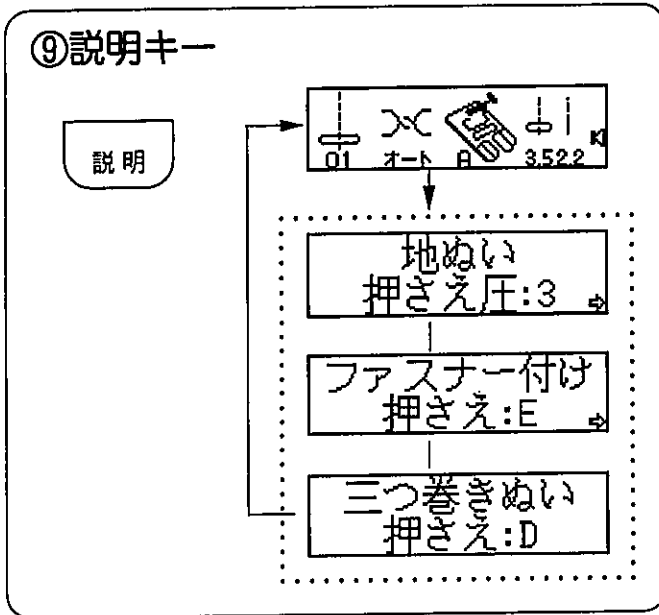 ⑨説明キー
説明
01 オート A 3.52.2
地ぬい
押さえ圧:3 ⇨
ファスナー付け
押さえ:E ⇨
三つ巻きぬい
押さえ:D